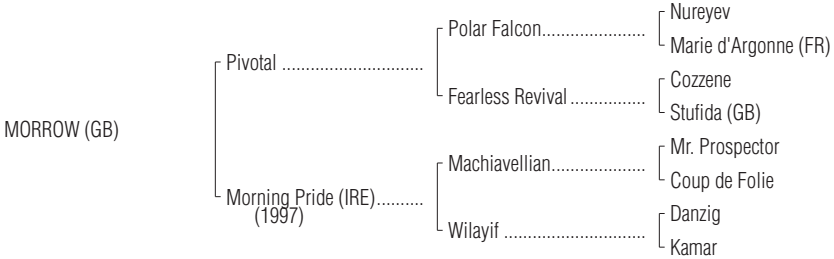 Nureyev
Polar Falcon......................
Marie d'Argonne (FR)
Pivotal .............................
Cozzene
Fearless Revival ................
Stufida (GB)
MORROW (GB)
Mr. Prospector
Machiavellian...................
Coup de Folie
Morning Pride (IRE)..........
(1997)
Danzig
Wilayif .............................
Kamar